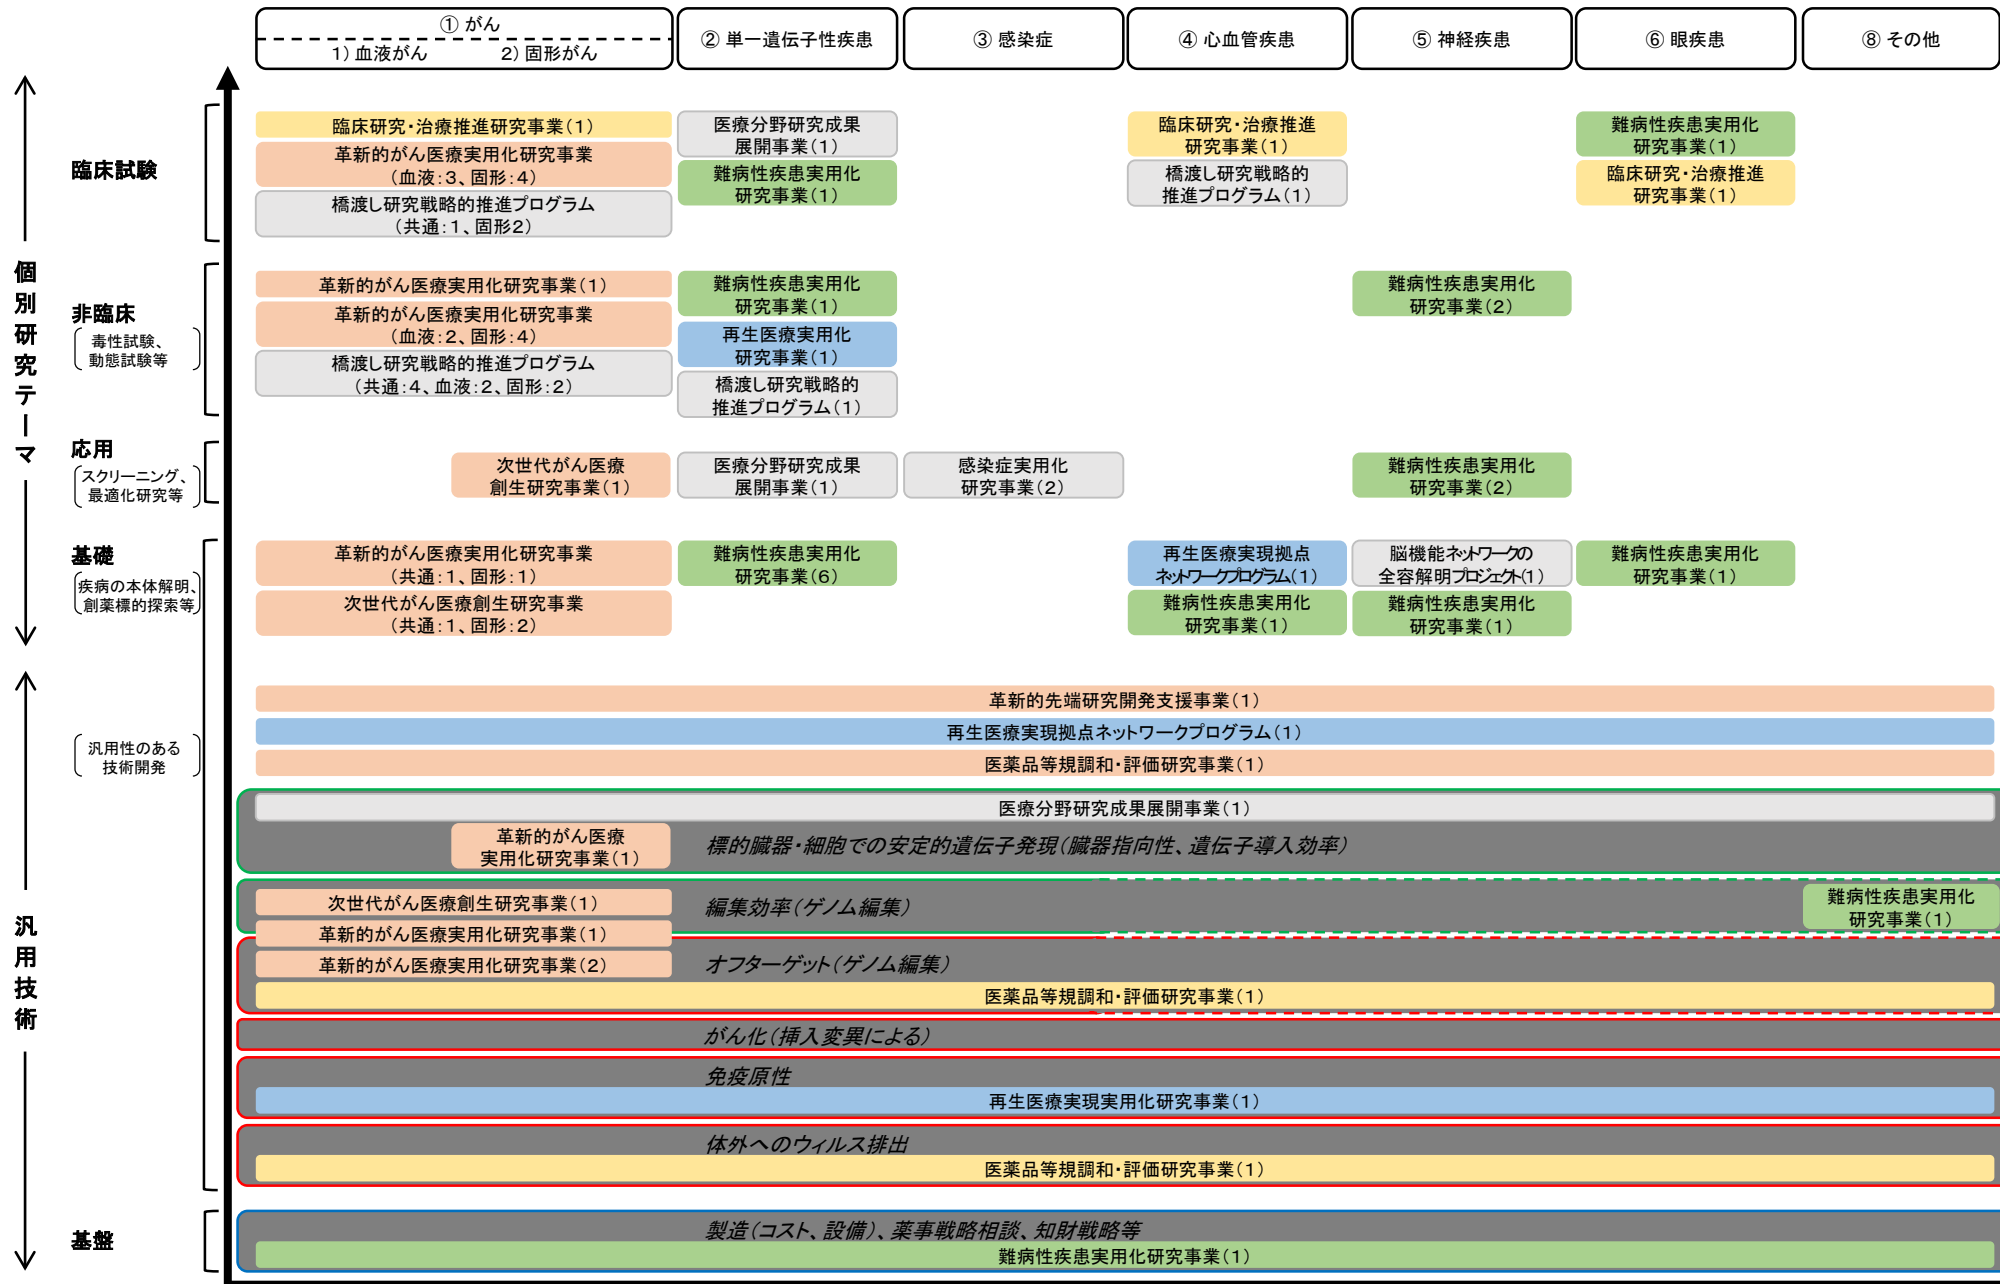 ① がん
1）血液がん 2）固形がん
② 単一遺伝子性疾患
③ 感染症
④ 心血管疾患
⑤ 神経疾患
⑥ 眼疾患
⑧ その他
個別研究テーマ
臨床試験
臨床研究・治療推進研究事業（1）
革新的がん医療実用化研究事業
（血液：3、固形：4）
橋渡し研究戦略的推進プログラム
（共通：1、固形2）
医療分野研究成果
展開事業（1）
難病性疾患実用化
研究事業（1）
臨床研究・治療推進
研究事業（1）
橋渡し研究戦略的
推進プログラム（1）
難病性疾患実用化
研究事業（1）
臨床研究・治療推進
研究事業（1）
非臨床
毒性試験、
動態試験等
革新的がん医療実用化研究事業（1）
革新的がん医療実用化研究事業
（血液：2、固形：4）
橋渡し研究戦略的推進プログラム
（共通：4、血液：2、固形：2）
難病性疾患実用化
研究事業（1）
再生医療実用化
研究事業（1）
橋渡し研究戦略的
推進プログラム（1）
難病性疾患実用化
研究事業（2）
応用
スクリーニング、
最適化研究等
次世代がん医療
創生研究事業（1）
医療分野研究成果
展開事業（1）
感染症実用化
研究事業（2）
難病性疾患実用化
研究事業（2）
基礎
疾病の本体解明、
創薬標的探索等
革新的がん医療実用化研究事業
（共通：1、固形：1）
次世代がん医療創生研究事業
（共通：1、固形：2）
難病性疾患実用化
研究事業（6）
再生医療実現拠点
ネットワークプログラム（1）
難病性疾患実用化
研究事業（1）
脳機能ネットワークの
全容解明プロジェクト（1）
難病性疾患実用化
研究事業（1）
難病性疾患実用化
研究事業（1）
汎用技術
汎用性のある
技術開発
革新的先端研究開発支援事業（1）
再生医療実現拠点ネットワークプログラム（1）
医薬品等規調和・評価研究事業（1）
医療分野研究成果展開事業（1）
革新的がん医療
実用化研究事業（1）
標的臓器・細胞での安定的遺伝子発現（臓器指向性、遺伝子導入効率）
次世代がん医療創生研究事業（1）
編集効率（ゲノム編集）
難病性疾患実用化
研究事業（1）
革新的がん医療実用化研究事業（1）
革新的がん医療実用化研究事業（2）
オフターゲット（ゲノム編集）
医薬品等規調和・評価研究事業（1）
がん化（挿入変異による）
免疫原性
再生医療実現実用化研究事業（1）
体外へのウィルス排出
医薬品等規調和・評価研究事業（1）
基盤
製造（コスト、設備）、薬事戦略相談、知財戦略等
難病性疾患実用化研究事業（1）